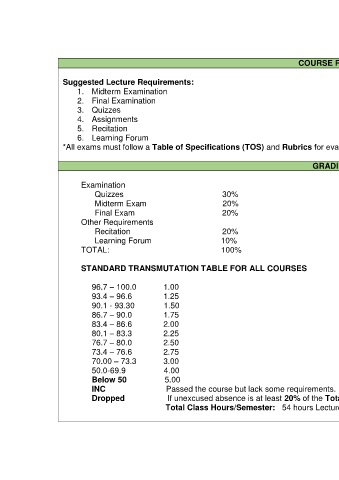 COURSE
Suggested Lecture Requirements:
1. Midterm Examination
2. Final Examination
3. Quizzes
4. Assignments
5. Recitation
6. Learning Forum
*All exams must follow a Table of Specifications (TOS) and Rubrics for eva
GRADI
Examination
Quizzes 30%
Midterm Exam 20%
Final Exam 20%
Other Requirements
Recitation 20%
Learning Forum 10%
TOTAL: 100%
STANDARD TRANSMUTATION TABLE FOR ALL COURSES
96.7 – 100.0 1.00
93.4 – 96.6 1.25
90.1 - 93.30 1.50
86.7 – 90.0 1.75
83.4 – 86.6 2.00
80.1 – 83.3 2.25
76.7 – 80.0 2.50
73.4 – 76.6 2.75
70.00 – 73.3 3.00
50.0-69.9 4.00
Below 50 5.00
INC Passed the course but lack some requirements.
Dropped If unexcused absence is at least 20% of the Tota
Total Class Hours/Semester: 54 hours Lecture